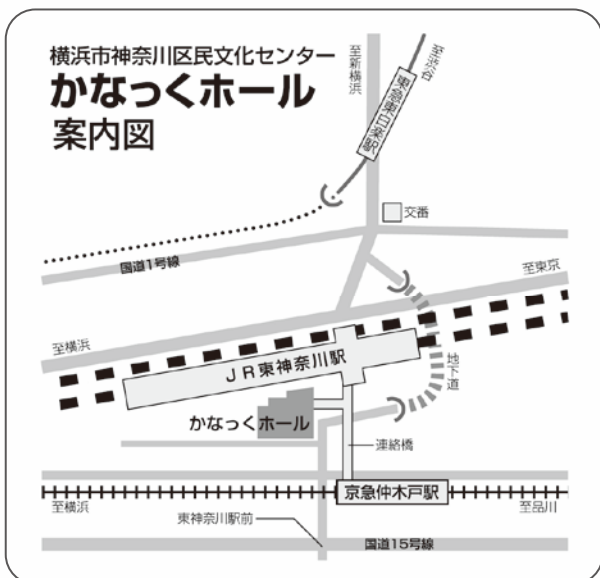 横浜市神奈川区民文化センター
かなっくホール
案内図
至新横浜
至渋谷
東急東白楽駅
交番
国道1号線
至東京
至横浜
JR東神奈川駅
地下道
かなっくホール
連絡橋
京急仲木戸駅
至横浜
至品川
東神奈川駅前
国道15号線